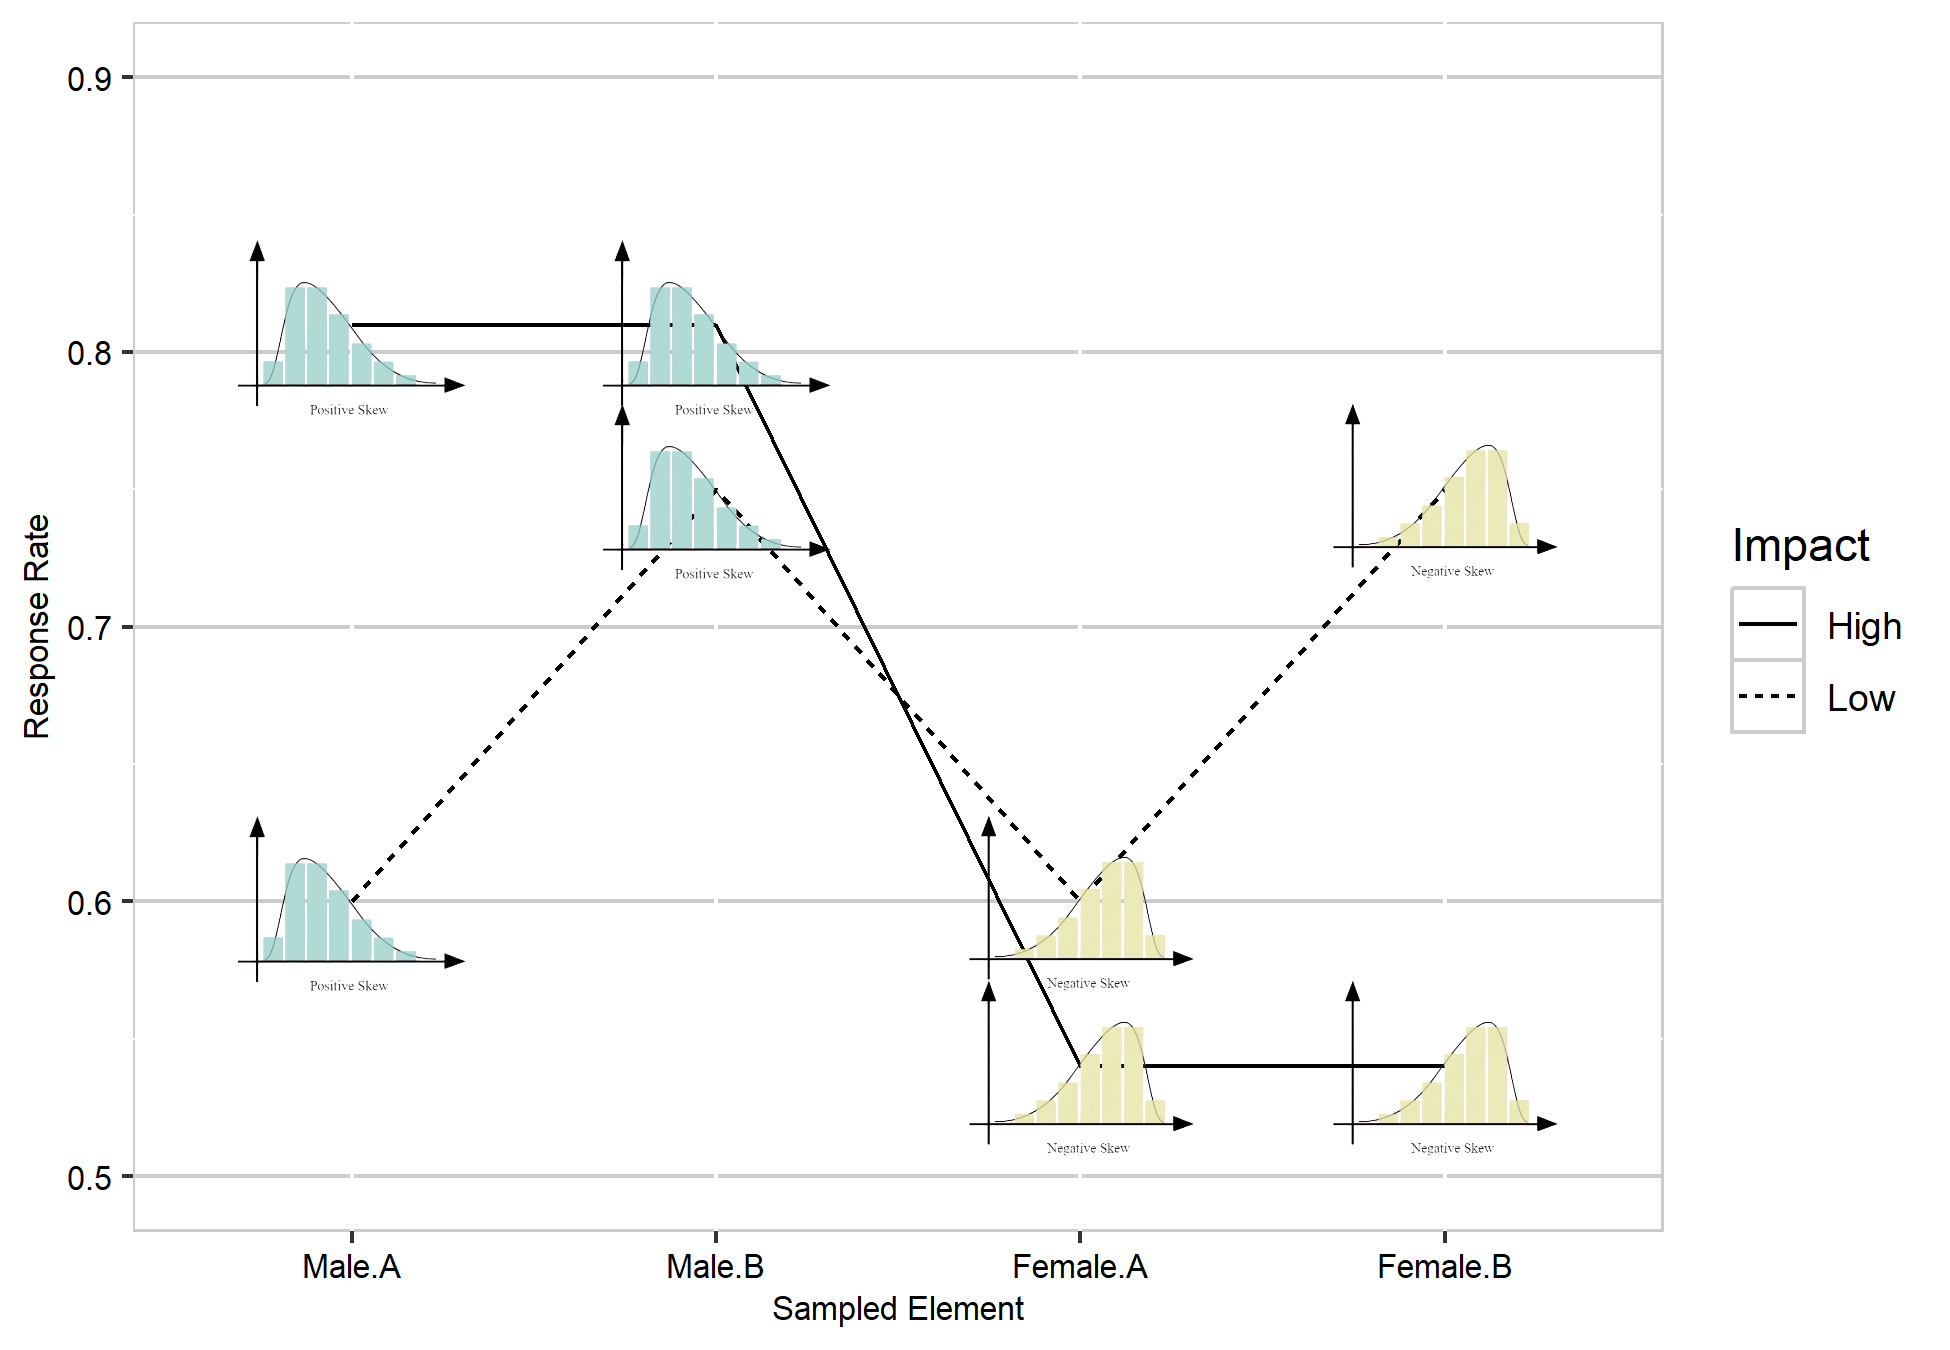 0.9
0.8
0.7
0.6
0.5
Response Rate
Positive Skew
Positive Skew
Positive Skew
Negative Skew
Positive Skew
Negative Skew
Negative Skew
Negative Skew
Male.A
Male.B
Female.A
Female.B
Sampled Element
Impact
High
Low